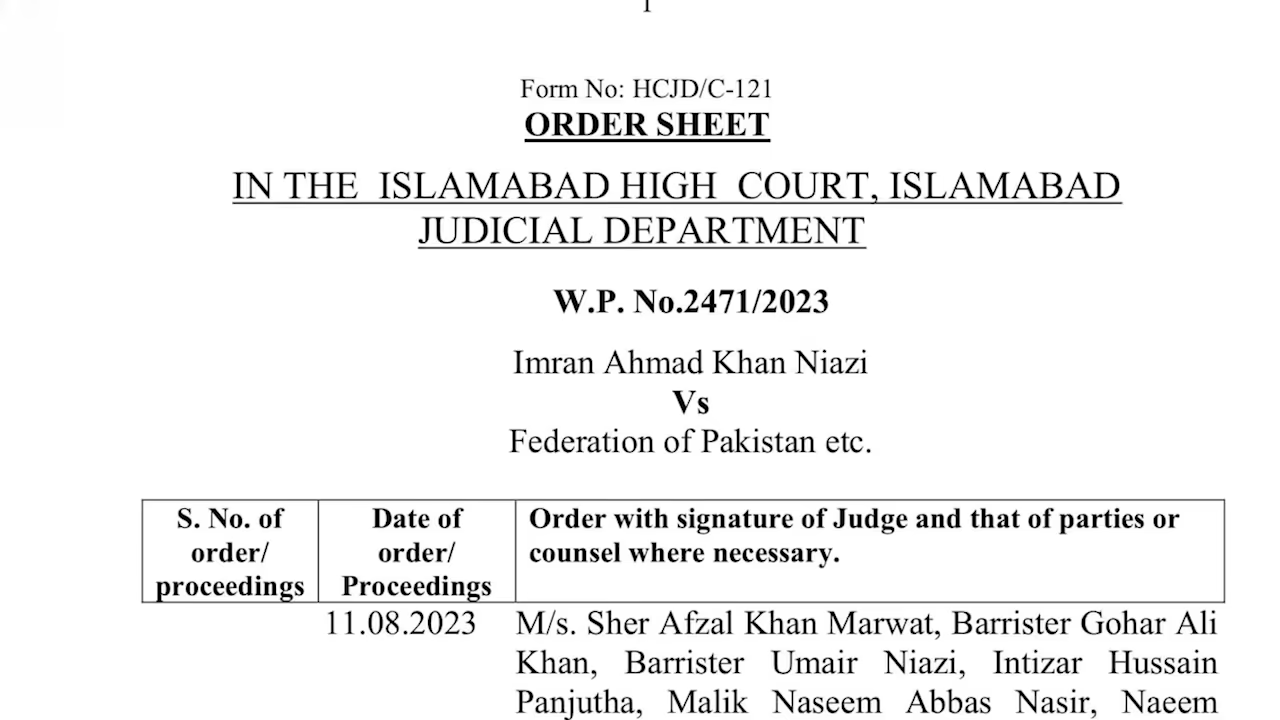 1
Form No: HCJD/C-121
ORDER SHEET
IN THE ISLAMABAD HIGH COURT, ISLAMABAD
JUDICIAL DEPARTMENT
W.P. No.2471/2023
Imran Ahmad Khan Niazi
Vs
Federation of Pakistan etc.
S. No. of
order/
proceedings
Date of
order/
Proceedings
Order with signature of Judge and that of parties or
counsel where necessary.
11.08.2023
M/s. Sher Afzal Khan Marwat, Barrister Gohar Ali
Khan, Barrister Umair Niazi, Intizar Hussain
Panjutha, Malik Naseem Abbas Nasir, Naeem